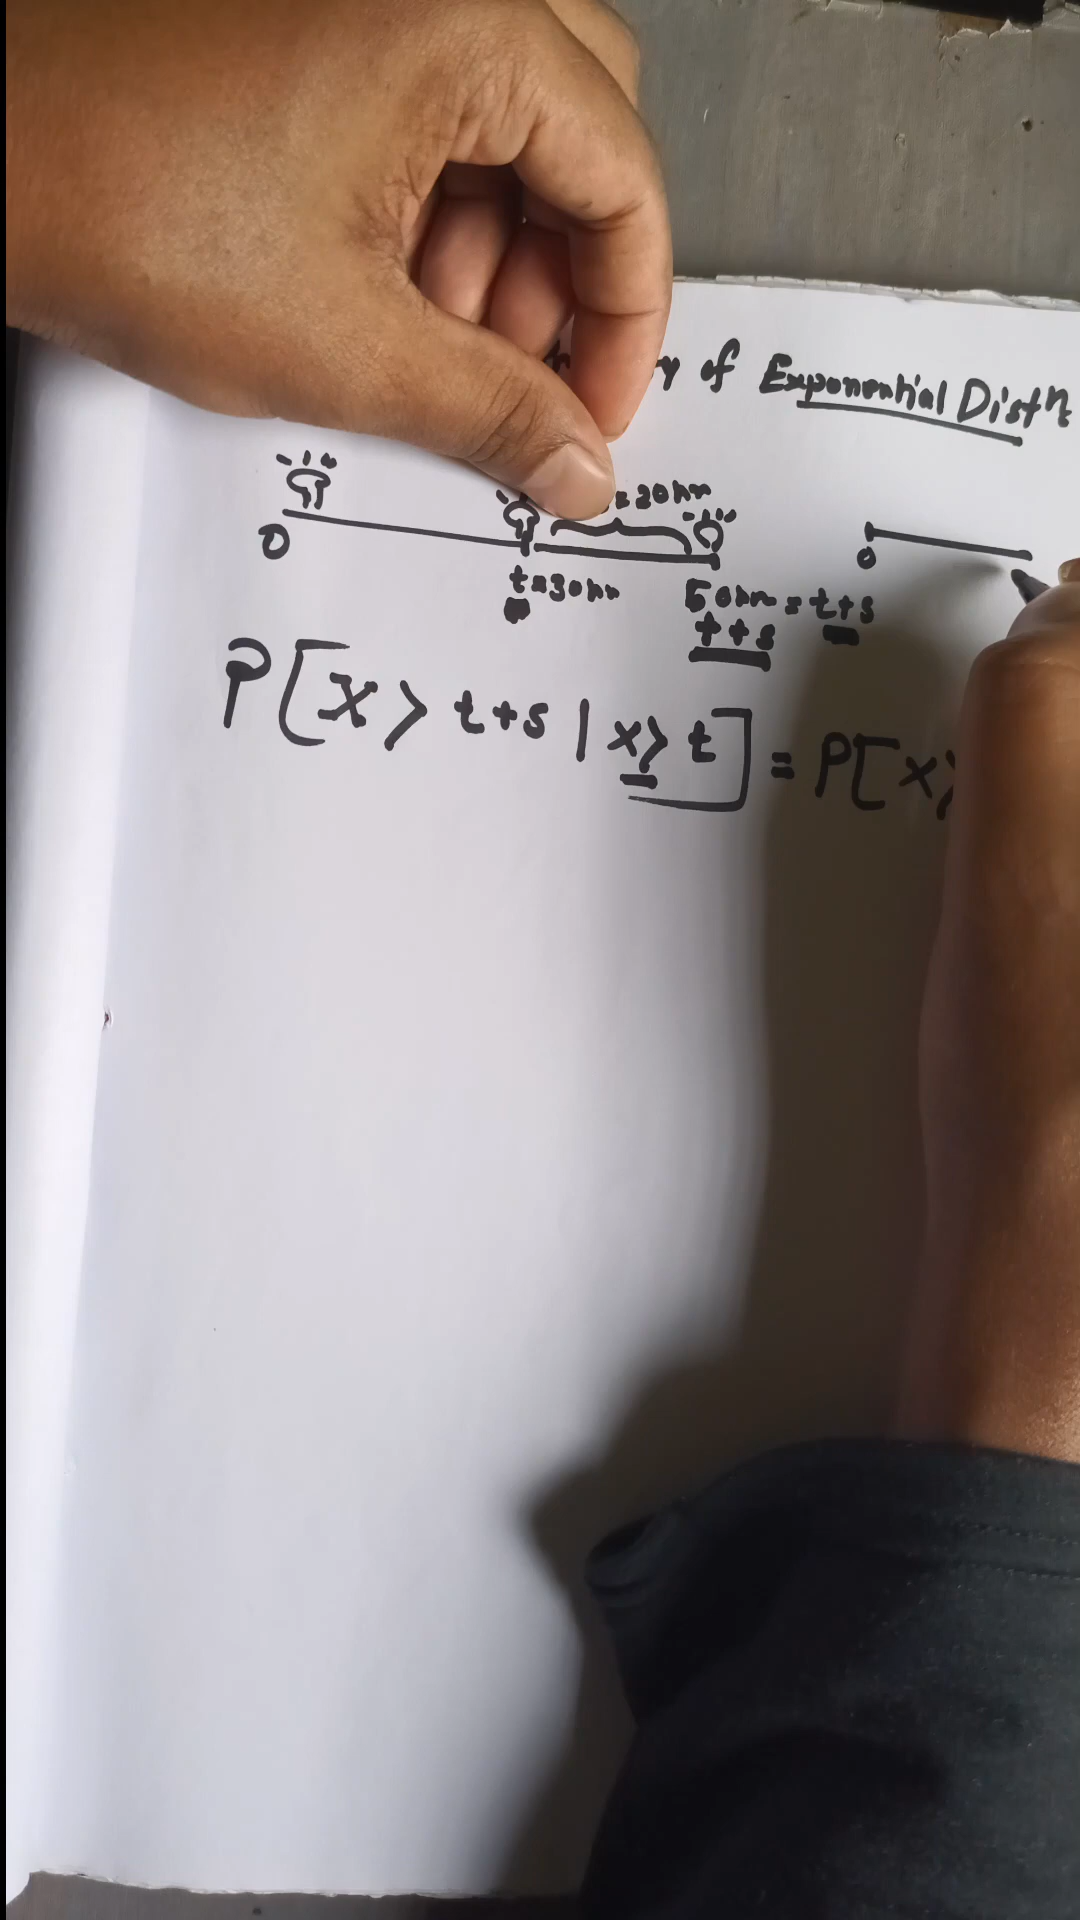 of Exponential Distn
= 20hr
0
t=30hr
50hr = t+s
t+s
0
P[X > t+s | X > t] = P[X >